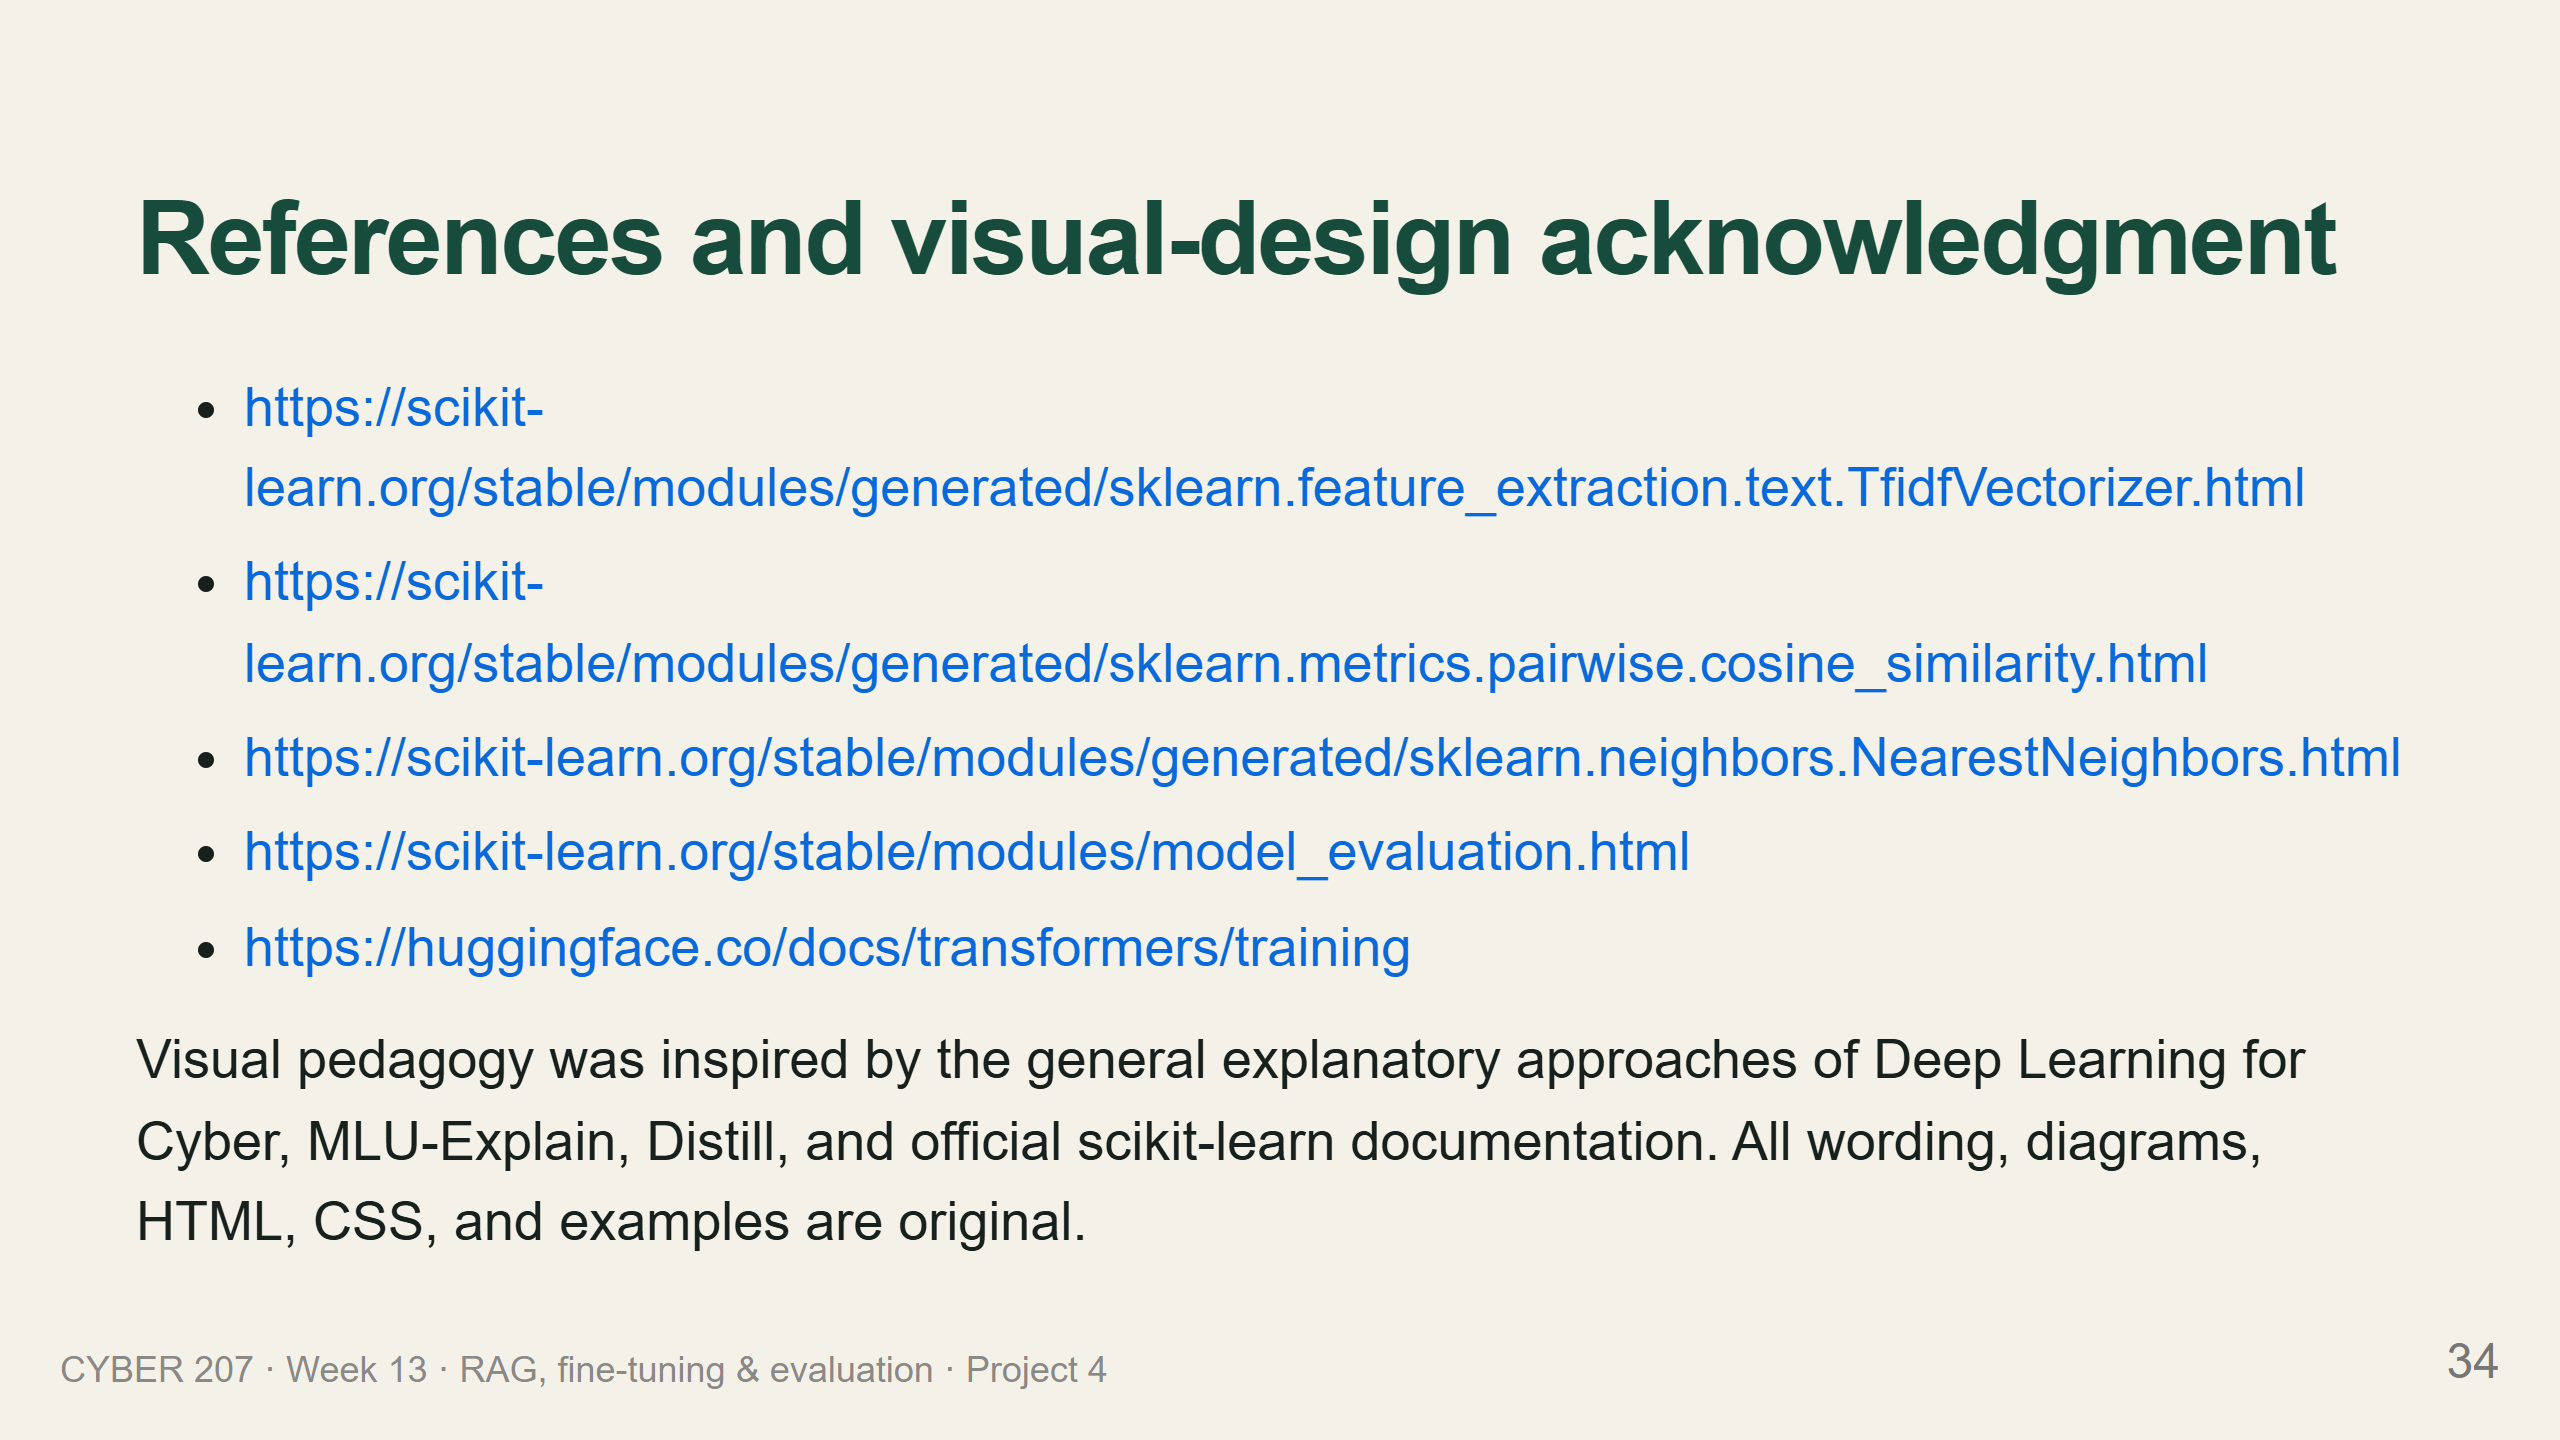 References and visual-design acknowledgment
• https://scikit-
learn.org/stable/modules/generated/sklearn.feature_extraction.text.TfidfVectorizer.html
• https://scikit-
learn.org/stable/modules/generated/sklearn.metrics.pairwise.cosine_similarity.html
• https://scikit-learn.org/stable/modules/generated/sklearn.neighbors.NearestNeighbors.html
• https://scikit-learn.org/stable/modules/model_evaluation.html
• https://huggingface.co/docs/transformers/training
Visual pedagogy was inspired by the general explanatory approaches of Deep Learning for
Cyber, MLU-Explain, Distill, and official scikit-learn documentation. All wording, diagrams,
HTML, CSS, and examples are original.
CYBER 207 · Week 13 · RAG, fine-tuning & evaluation · Project 4
34